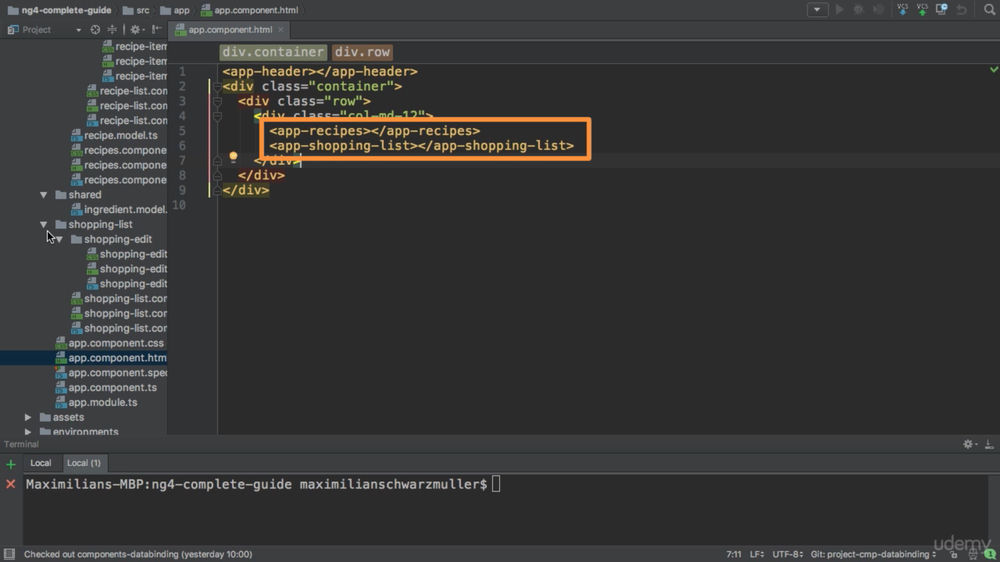 ng4-complete-guide src app app.component.html
Project
app.component.html
VCS VCS
div.container div.row
recipe-item
recipe-item
recipe-item
recipe-list.com
recipe-list.com
recipe-list.com
recipe.model.ts
recipes.compone
recipes.compone
recipes.compone
shared
ingredient.model.
shopping-list
shopping-edit
shopping-edit
shopping-edit
shopping-edit
shopping-list.cor
shopping-list.cor
shopping-list.cor
app.component.css
app.component.htm
app.component.spec
app.component.ts
app.module.ts
assets
environments
1 <app-header></app-header>
2 <div class="container">
3 <div class="row">
4 <div class="col-md-12">
5 <app-recipes></app-recipes>
6 <app-shopping-list></app-shopping-list>
7 </div>
8 </div>
9 </div>
10
Terminal
Local Local (1)
Maximilians-MBP:ng4-complete-guide maximilianschwarzmuller$
udemy
Checked out components-databinding (yesterday 10:00) 7:11 LF UTF-8 Git: project-cmp-databinding 1